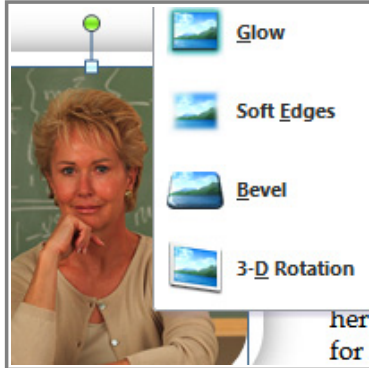 Glow
Soft Edges
Bevel
3-D Rotation
her
for